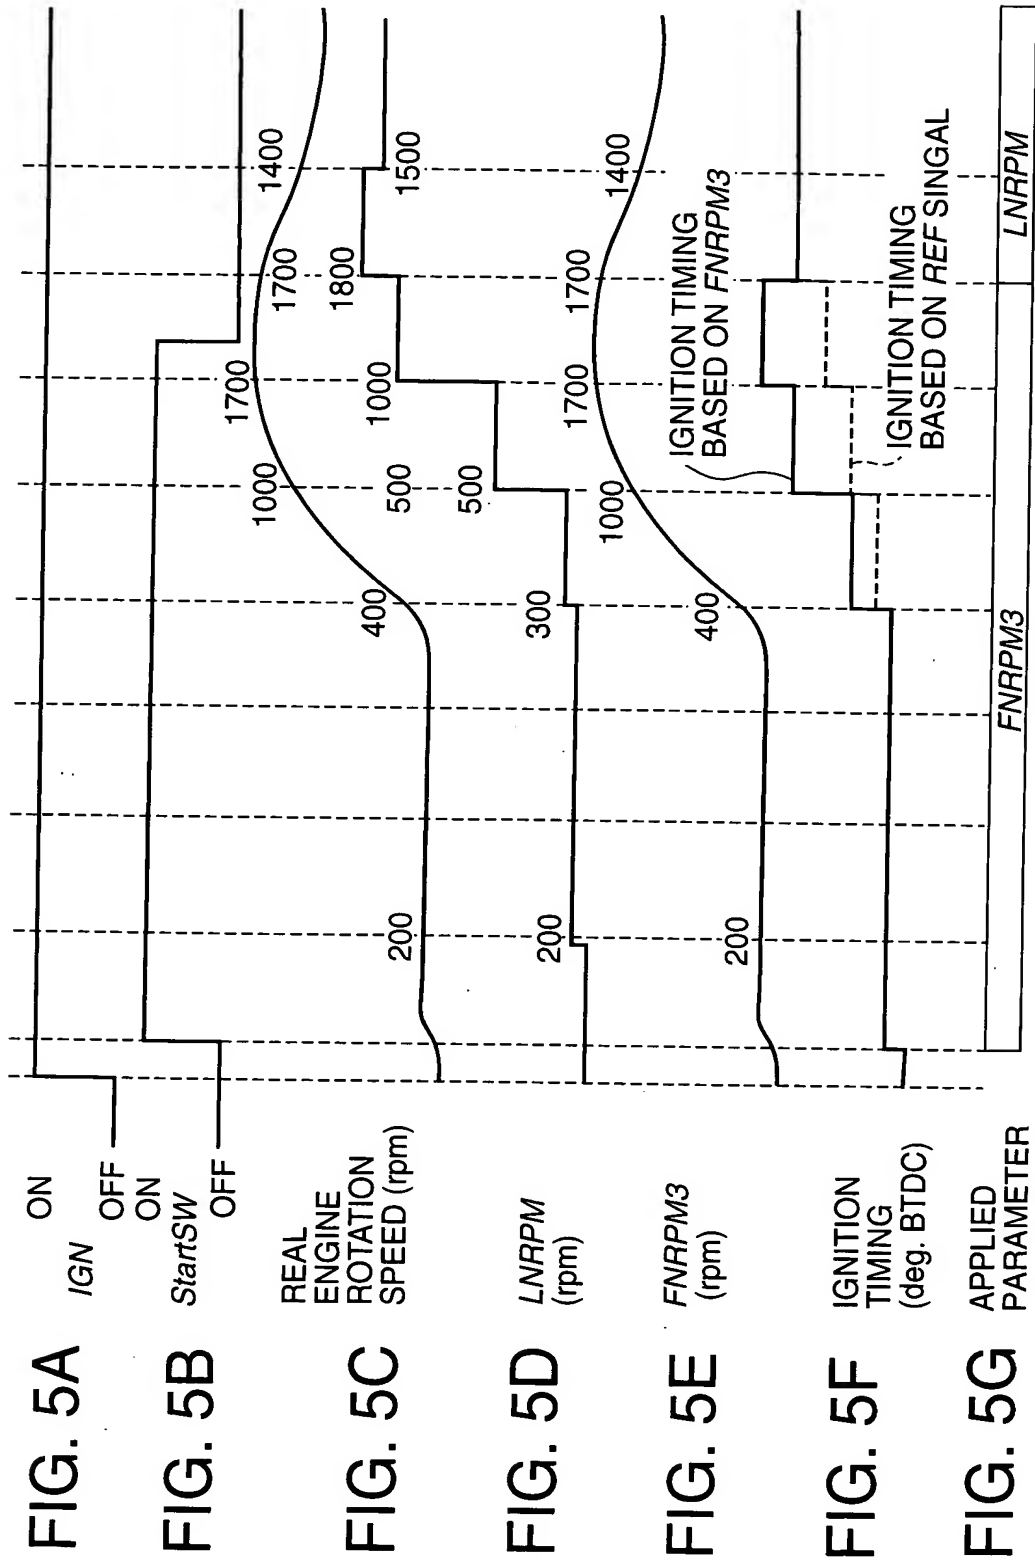 FIG. 5A
IGN
ON
OFF
FIG. 5B
StartSW
ON
OFF
FIG. 5C
REAL
ENGINE
ROTATION
SPEED (rpm)
200
400
1000
1700
1700
1400
FIG. 5D
LNRPM
(rpm)
200
300
500
500
1000
1800
1500
FIG. 5E
FNRPM3
(rpm)
200
400
1000
1700
1700
1400
FIG. 5F
IGNITION
TIMING
(deg. BTDC)
IGNITION TIMING
BASED ON FNRPM3
IGNITION TIMING
BASED ON REF SINGAL
FIG. 5G
APPLIED
PARAMETER
FNRPM3
LNRPM